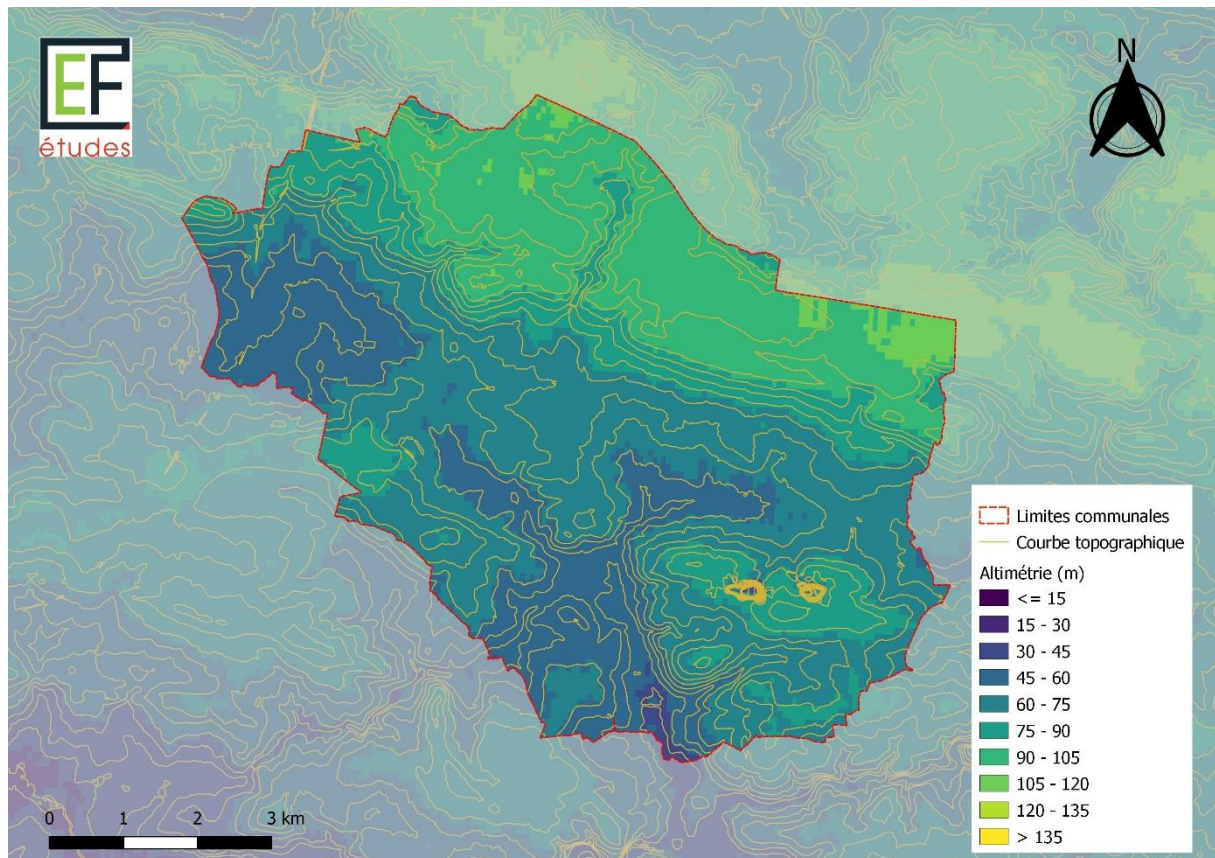 EF
études
N
Limites communales
Courbe topographique
Altimétrie (m)
<= 15
15 - 30
30 - 45
45 - 60
60 - 75
75 - 90
90 - 105
105 - 120
120 - 135
> 135
0 1 2 3 km